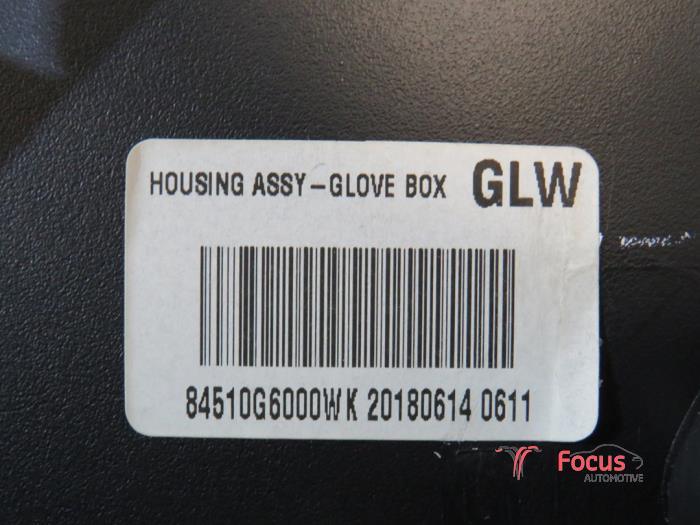 HOUSING ASSY-GLOVE BOX GLW
84510G6000WK 20180614 0611
Focus
AUTOMOTIVE